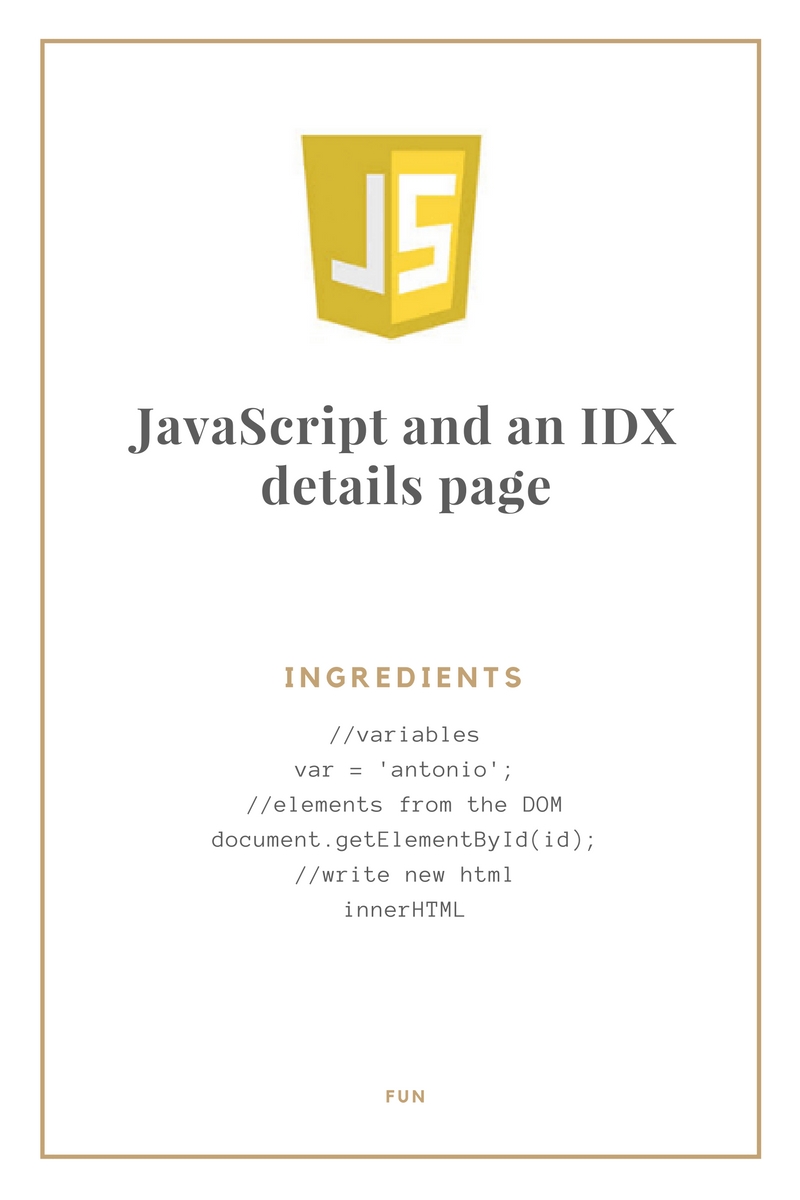 JS
JavaScript and an IDX
details page
INGREDIENTS
//variables
var = 'antonio';
//elements from the DOM
document.getElementById(id);
//write new html
innerHTML
FUN